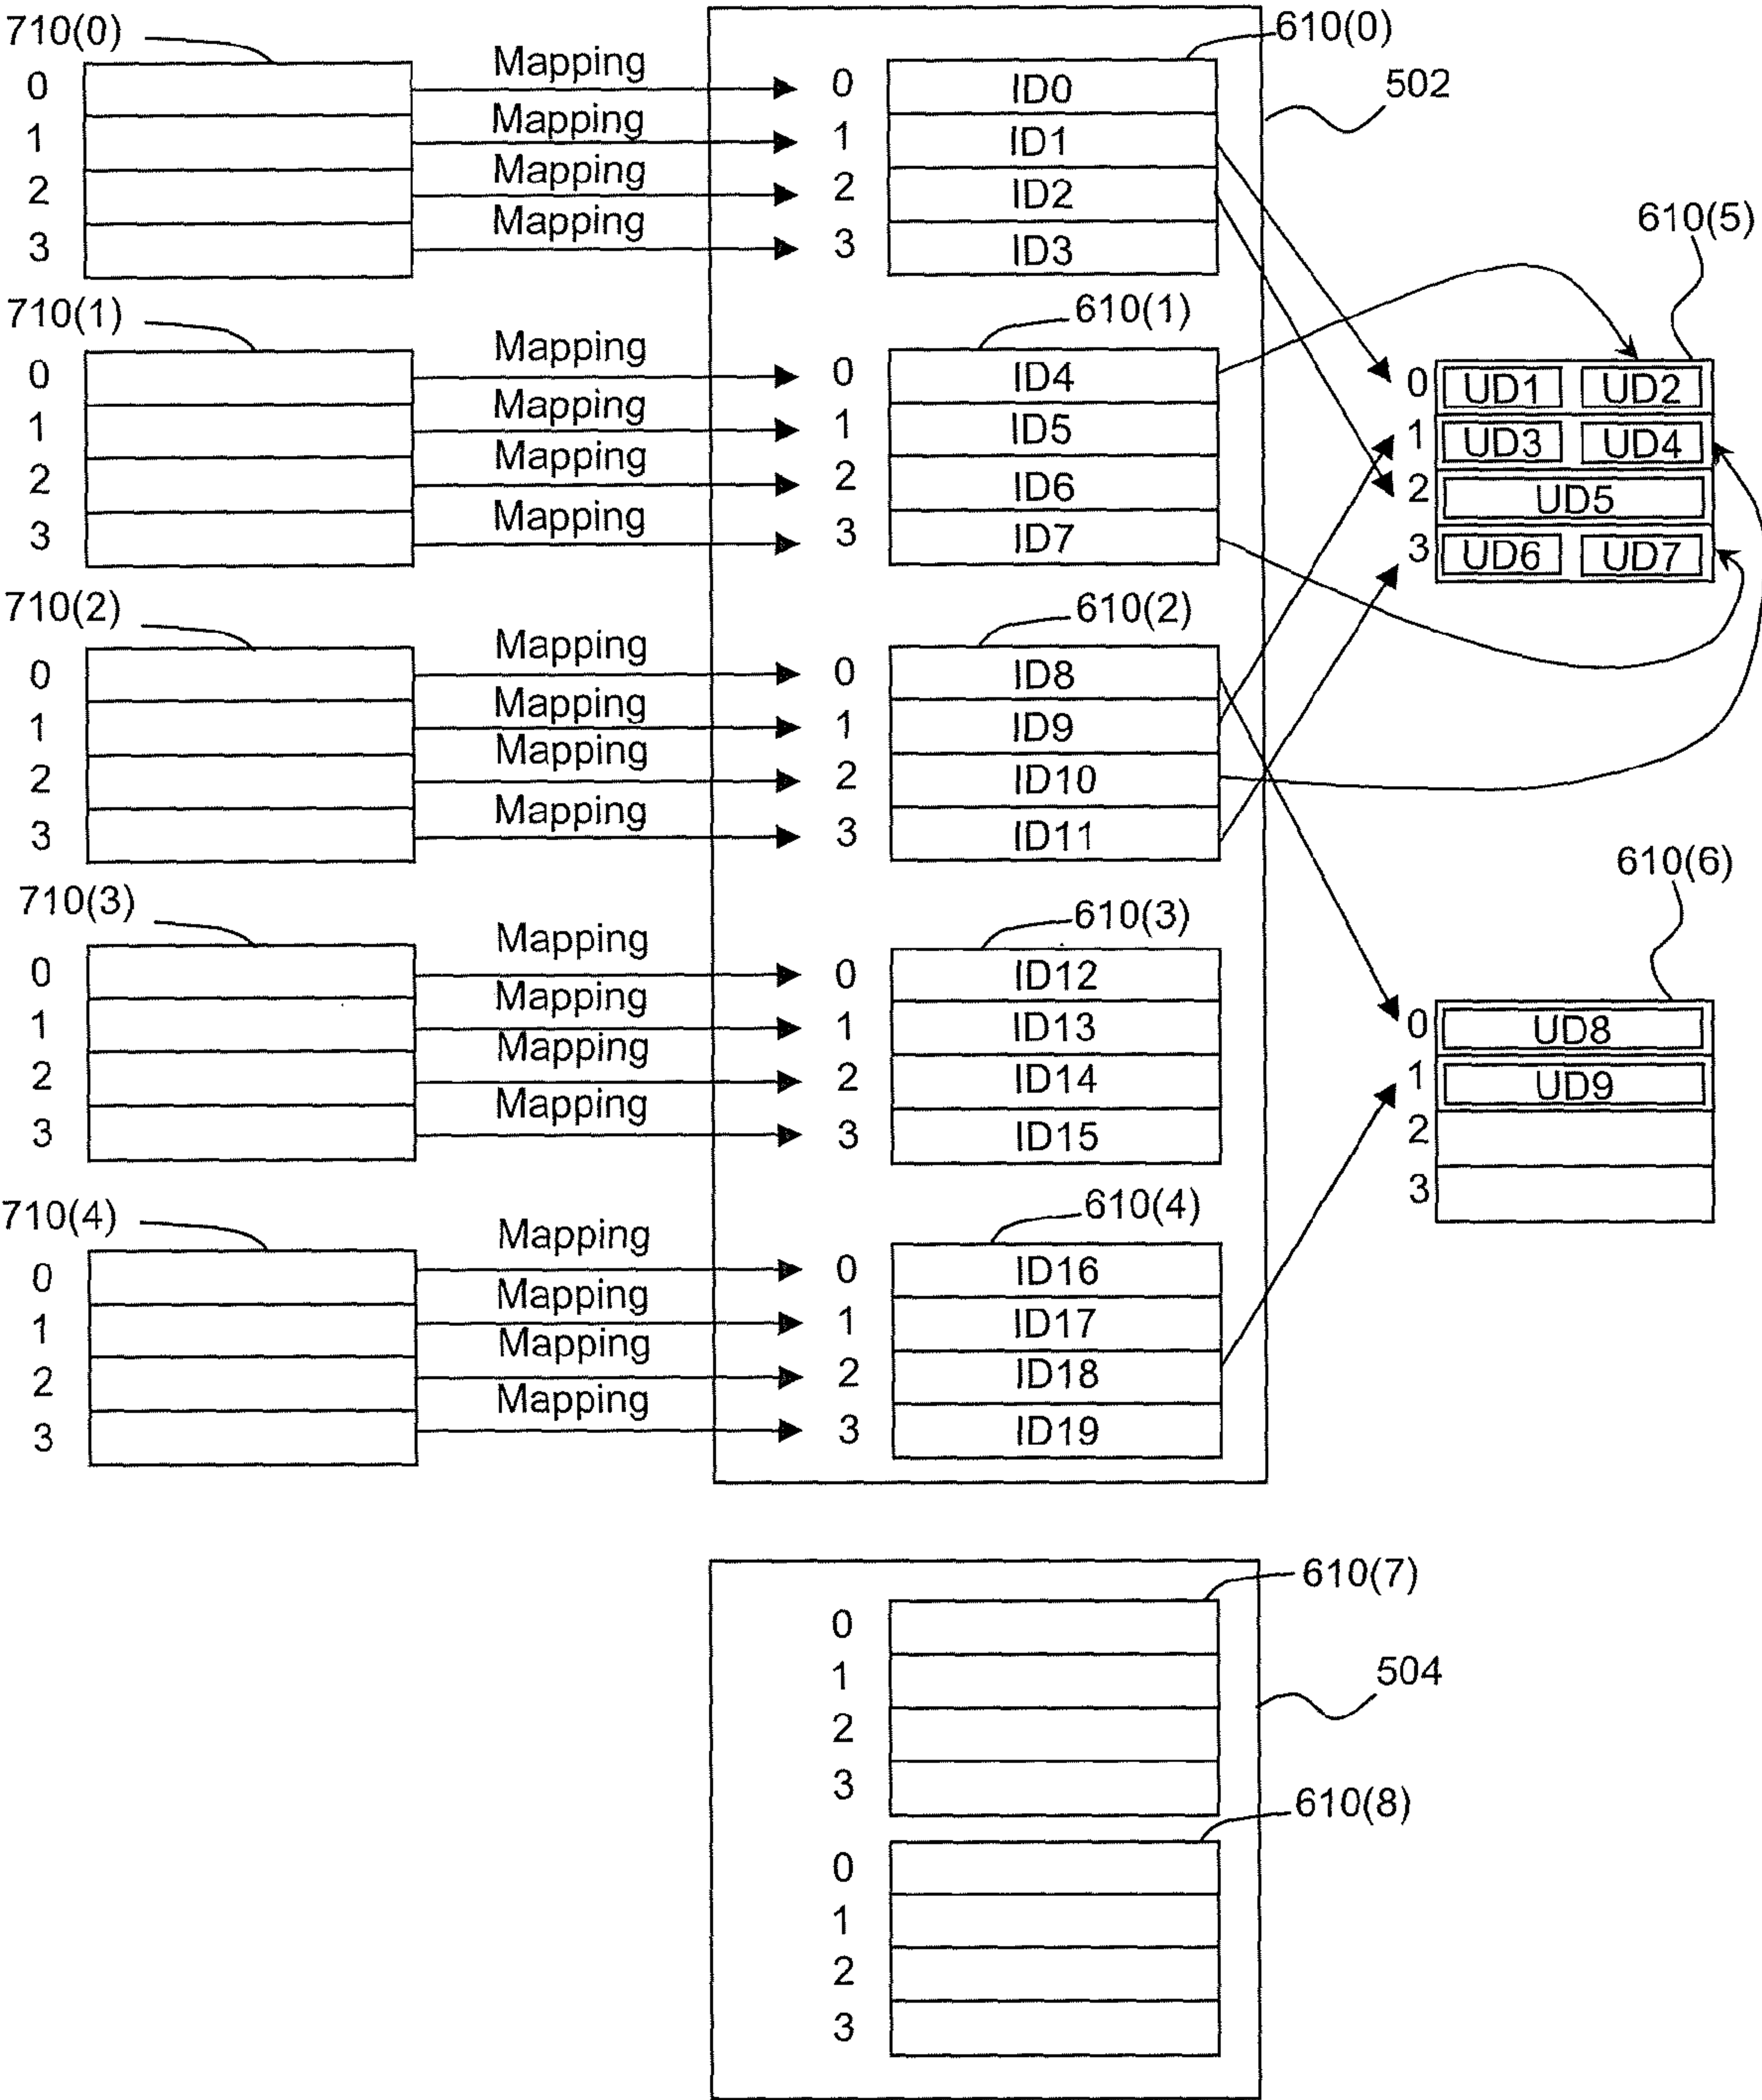 710(0) 610(0)
0 Mapping 0 ID0 502
1 Mapping 1 ID1
2 Mapping 2 ID2
3 Mapping 3 ID3
610(5)
710(1) 610(1)
0 Mapping 0 ID4 0 UD1 UD2
1 Mapping 1 ID5 1 UD3 UD4
2 Mapping 2 ID6 2 UD5
3 Mapping 3 ID7 3 UD6 UD7
710(2) 610(2)
0 Mapping 0 ID8
1 Mapping 1 ID9
2 Mapping 2 ID10
3 Mapping 3 ID11
610(6)
710(3) 610(3)
0 Mapping 0 ID12
1 Mapping 1 ID13 0 UD8
2 Mapping 2 ID14 1 UD9
3 Mapping 3 ID15 2
3
710(4) 610(4)
0 Mapping 0 ID16
1 Mapping 1 ID17
2 Mapping 2 ID18
3 Mapping 3 ID19
610(7)
0
1 504
2
3
610(8)
0
1
2
3